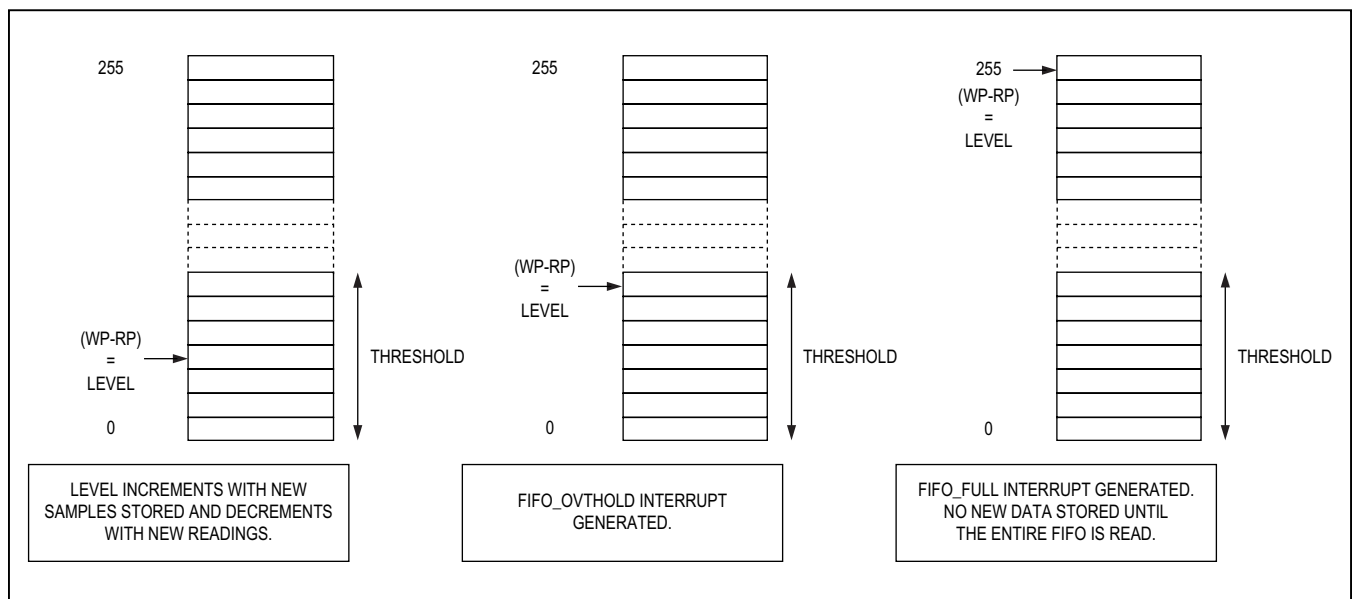 255
(WP-RP)
=
LEVEL
0
THRESHOLD
LEVEL INCREMENTS WITH NEW
SAMPLES STORED AND DECREMENTS
WITH NEW READINGS.
255
(WP-RP)
=
LEVEL
0
THRESHOLD
FIFO_OVTHOLD INTERRUPT
GENERATED.
255
(WP-RP)
=
LEVEL
0
THRESHOLD
FIFO_FULL INTERRUPT GENERATED.
NO NEW DATA STORED UNTIL
THE ENTIRE FIFO IS READ.